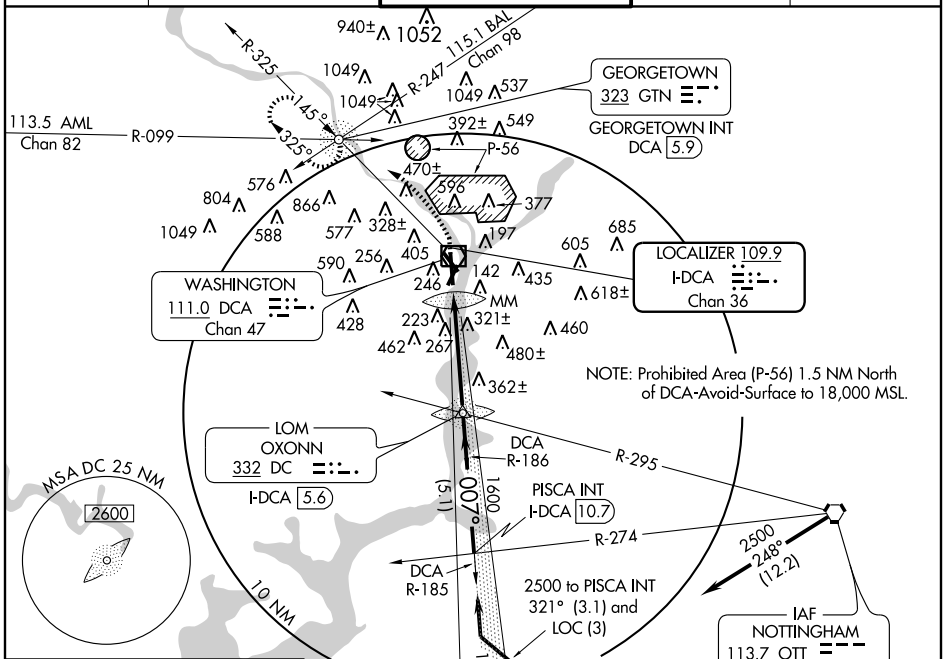 940±
1052
115.1 BAL
Chan 98
R-325
R-247
1049
1049
1049
537
GEORGETOWN
323 GTN
GEORGETOWN INT
DCA 5.9
145°
325°
113.5 AML
Chan 82
R-099
392±
549
P-56
470±
576
596
377
804
866
1049
588
577
328±
405
197
685
605
590
256
246
142
435
618±
LOCALIZER 109.9
I-DCA
Chan 36
WASHINGTON
111.0 DCA
Chan 47
428
MM
223
321±
460
462
267
480±
362±
NOTE: Prohibited Area (P-56) 1.5 NM North
of DCA-Avoid-Surface to 18,000 MSL.
LOM
OXONN
332 DC
I-DCA 5.6
DCA
R-186
R-295
1600
007°
(5.1)
PISCA INT
I-DCA 10.7
R-274
MSA DC 25 NM
2600
2500
248°
(12.2)
DCA
R-185
10 NM
2500 to PISCA INT
321° (3.1) and
LOC (3)
IAF
NOTTINGHAM
113.7 OTT